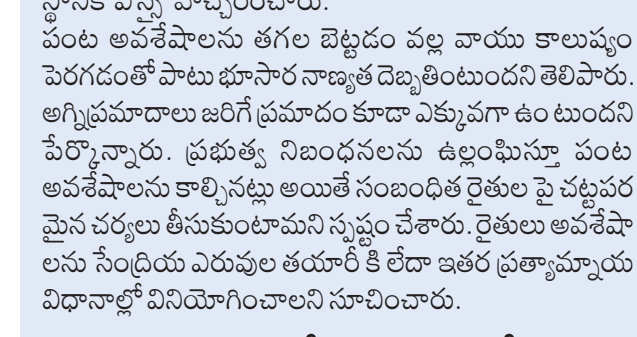 స్థానిక
పంట అవశేషాలను తగల బెట్టడం వల్ల వాయు కాలుష్యం
పెరగడంతో పాటు భూసార నాణ్యత దెబ్బతింటుందని తెలిపారు.
అగ్నిప్రమాదాలు జరిగే ప్రమాదం కూడా ఎక్కువగా ఉం టుందని
పేర్కొన్నారు. ప్రభుత్వ నిబంధనలను ఉల్లంఘిస్తూ పంట
అవశేషాలను కాల్చినట్లు అయితే సంబంధిత రైతుల పై చట్టపర
మైన చర్యలు తీసుకుంటామని స్పష్టం చేశారు. రైతులు అవశేషా
లను సేంద్రియ ఎరువుల తయారీ కి లేదా ఇతర ప్రత్యామ్నాయ
విధానాల్లో వినియోగించాలని సూచించారు.